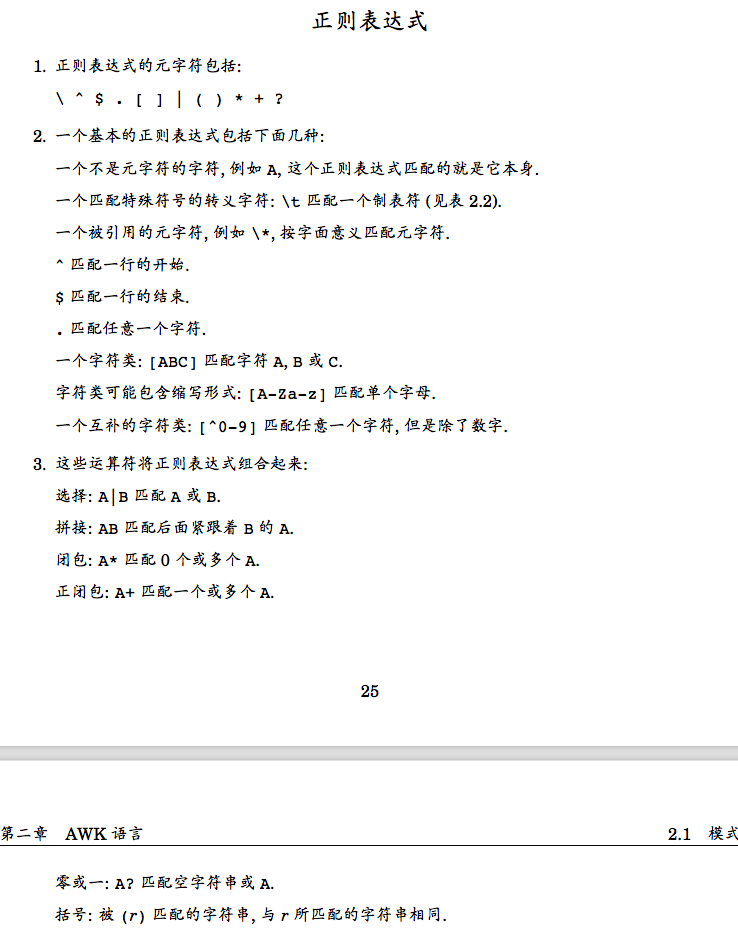 正则表达式
1. 正则表达式的元字符包括:
\ ^ $ . [ ] | ( ) * + ?
2. 一个基本的正则表达式包括下面几种:
一个不是元字符的字符, 例如 A, 这个正则表达式匹配的就是它本身.
一个匹配特殊符号的转义字符: \t 匹配一个制表符 (见表 2.2).
一个被引用的元字符, 例如 \*, 按字面意义匹配元字符.
^ 匹配一行的开始.
$ 匹配一行的结束.
. 匹配任意一个字符.
一个字符类: [ABC] 匹配字符 A, B 或 C.
字符类可能包含缩写形式: [A-Za-z] 匹配单个字母.
一个互补的字符类: [^0-9] 匹配任意一个字符, 但是除了数字.
3. 这些运算符将正则表达式组合起来:
选择: A|B 匹配 A 或 B.
拼接: AB 匹配后面紧跟着 B 的 A.
闭包: A* 匹配 0 个或多个 A.
正闭包: A+ 匹配一个或多个 A.
25
第二章 AWK 语言 2.1 模式
零或一: A? 匹配空字符串或 A.
括号: 被 (r) 匹配的字符串, 与 r 所匹配的字符串相同.